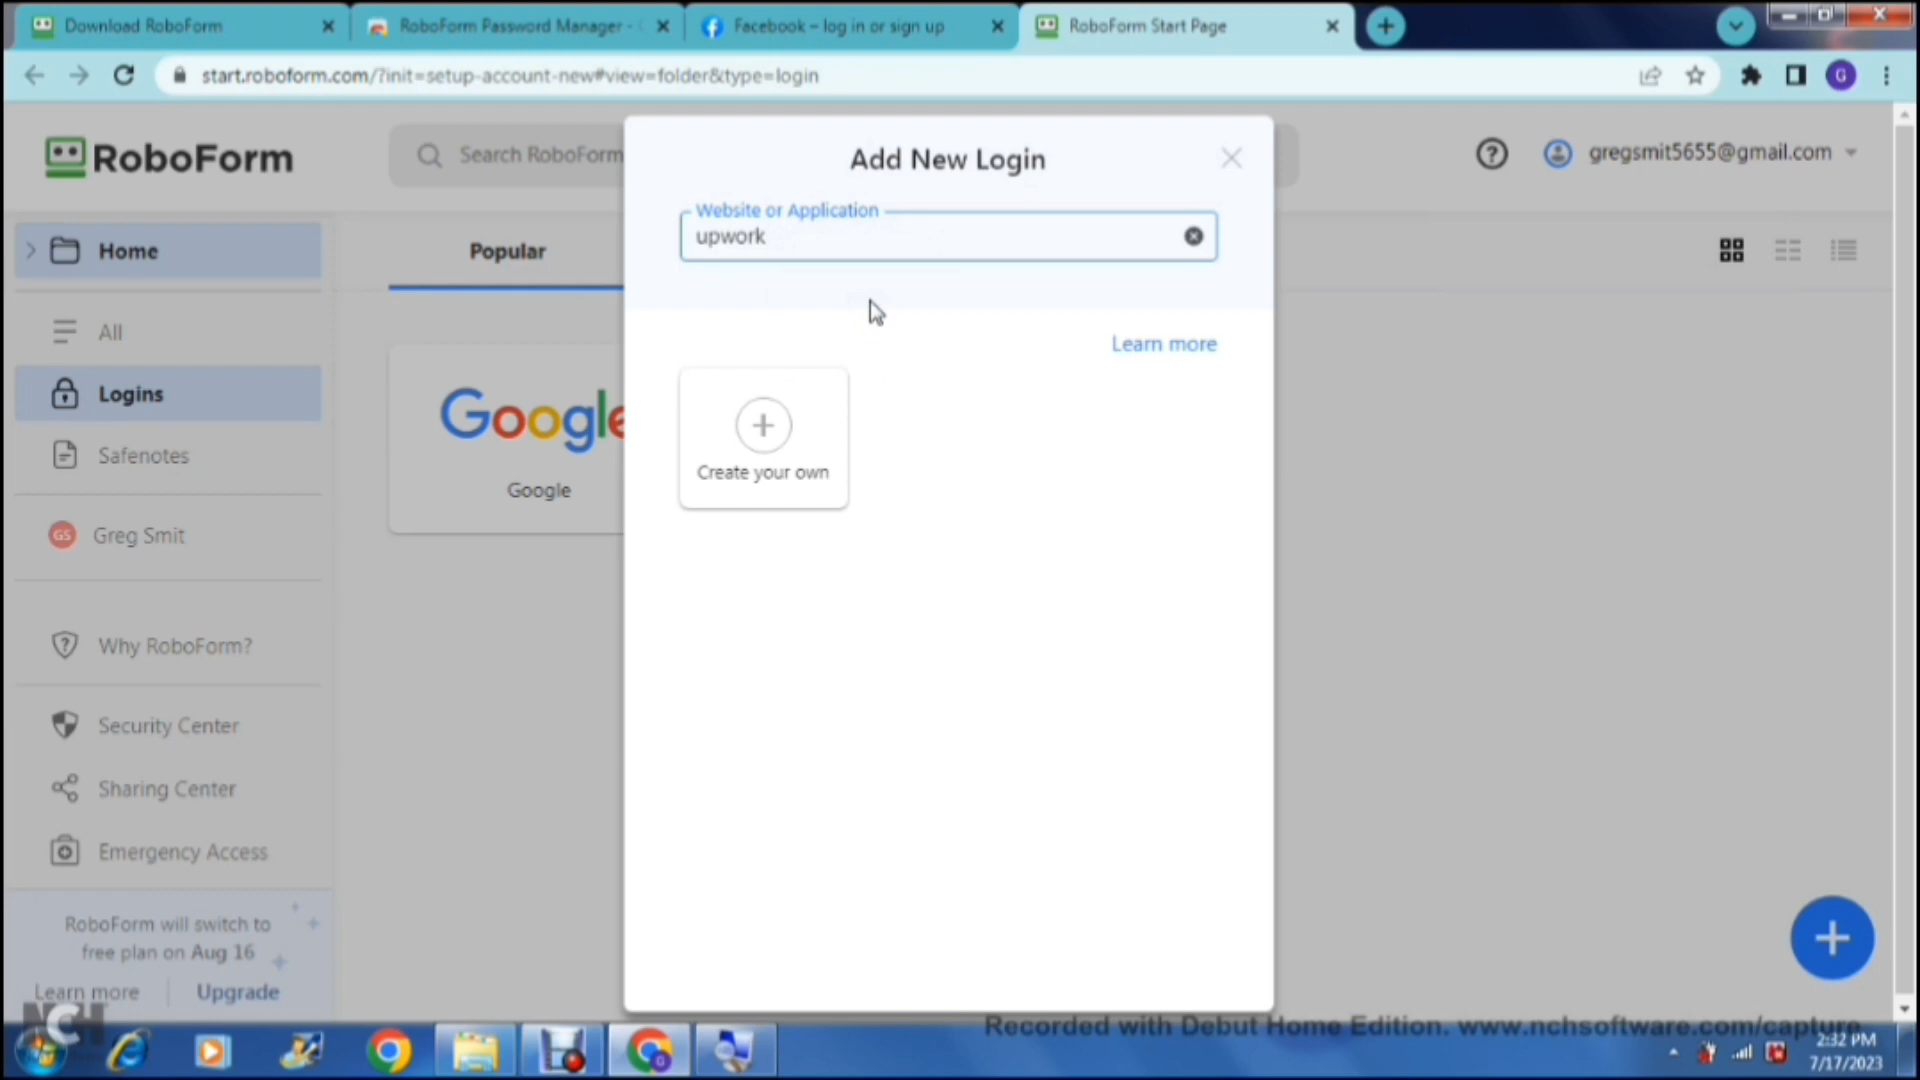 Download RoboForm
RoboForm Password Manager -
Facebook – log in or sign up
RoboForm Start Page
start.roboform.com/?init=setup-account-new#view=folder&type=login
G
RoboForm
Search RoboForm
gregsmit5655@gmail.com
Add New Login
Website or Application
upwork
Home
Popular
Learn more
All
Logins
Google
Create your own
Safenotes
Google
GS Greg Smit
Why RoboForm?
Security Center
Sharing Center
Emergency Access
RoboForm will switch to
free plan on Aug 16
Learn more
Upgrade
NCH
Recorded with Debut Home Edition. www.nchsoftware.com/capture
2:32 PM
7/17/2023